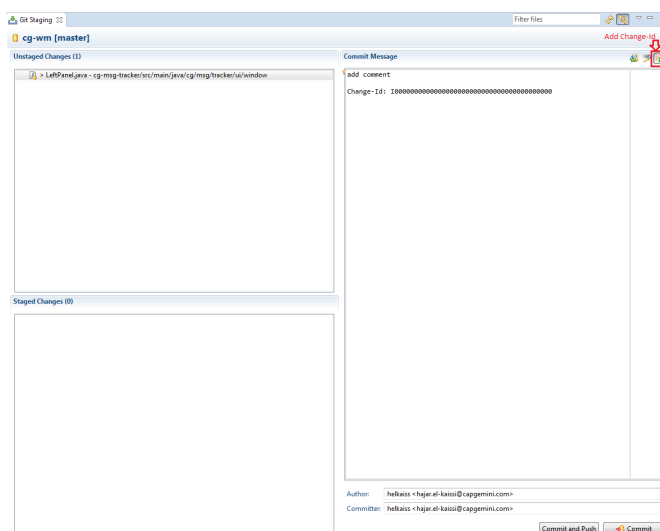 Git Staging
Filter files
cg-wm [master]
Add Change-Id
Unstaged Changes (1)
Commit Message
> LeftPanel.java - cg-msg-tracker/src/main/java/cg/msg/tracker/ui/window
add comment
Change-Id: I0000000000000000000000000000000000000000
Staged Changes (0)
Author: helkaiss <hajar.el-kaissi@capgemini.com>
Committer: helkaiss <hajar.el-kaissi@capgemini.com>
Commit and Push
Commit